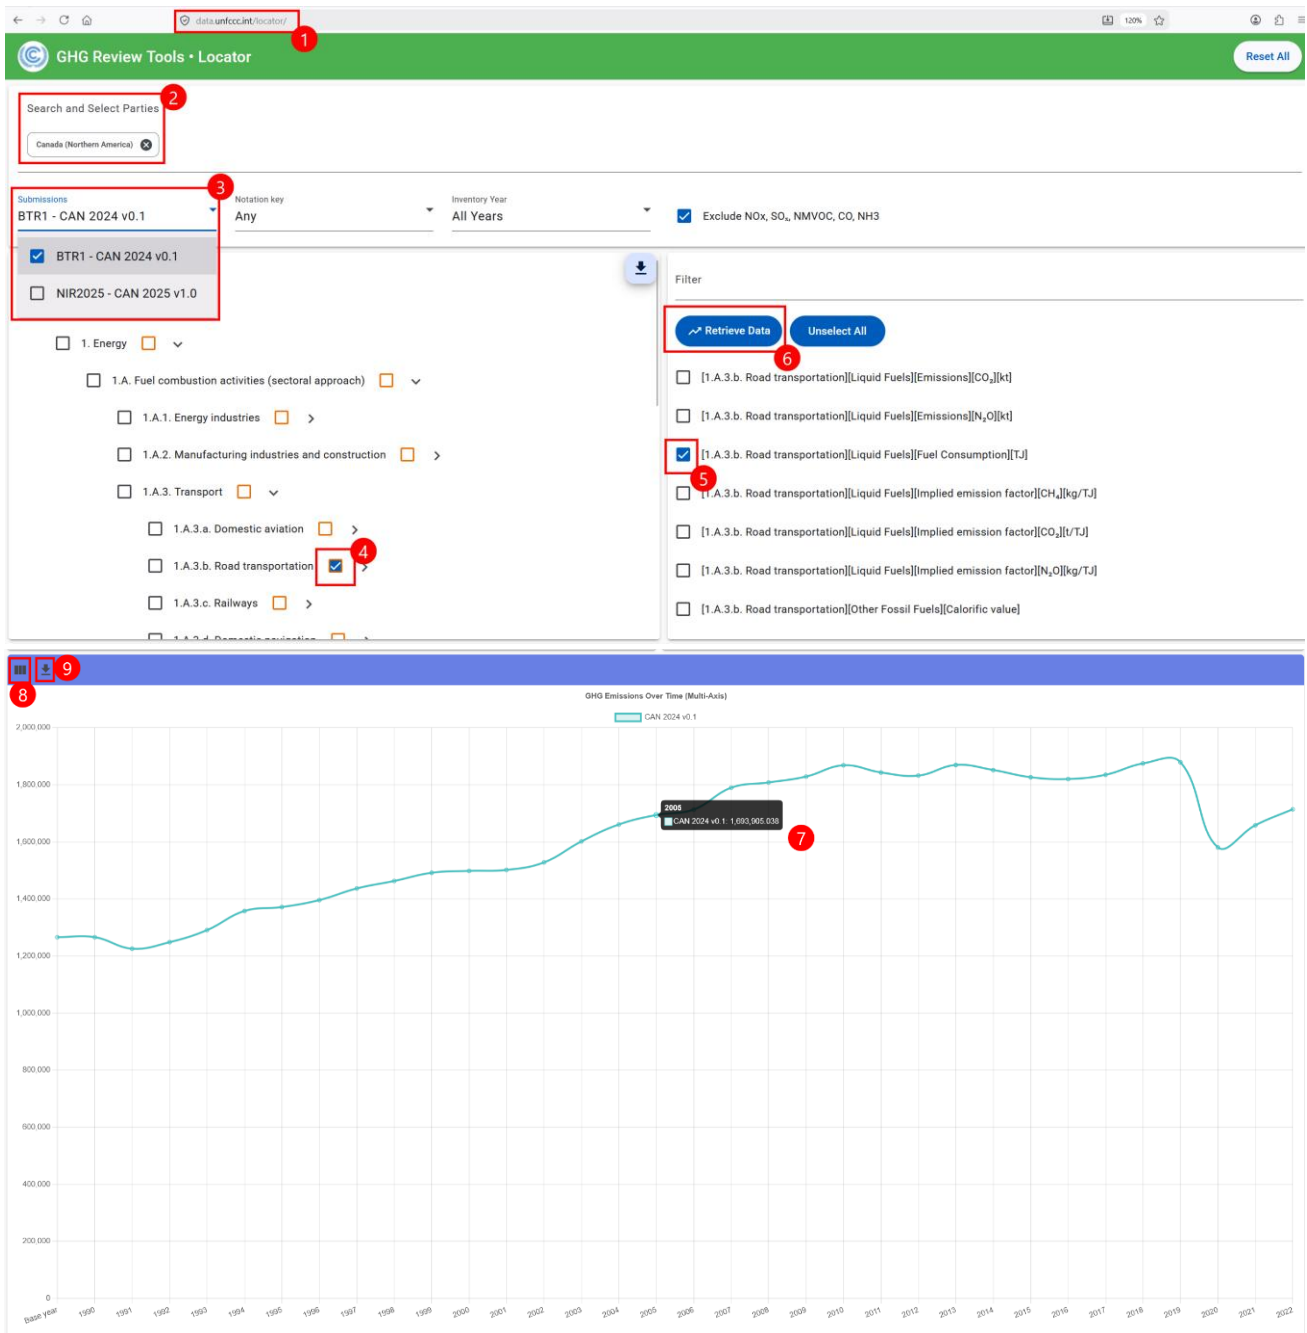 data.unfccc.int/locator/
120%
1
GHG Review Tools • Locator
Reset All
2
Search and Select Parties
Canada (Northern America)
3
Submissions
BTR1 - CAN 2024 v0.1
Notation key
Any
Inventory Year
All Years
Exclude NOx, SOₓ, NMVOC, CO, NH3
BTR1 - CAN 2024 v0.1
NIR2025 - CAN 2025 v1.0
1. Energy
1.A. Fuel combustion activities (sectoral approach)
1.A.1. Energy industries
1.A.2. Manufacturing industries and construction
1.A.3. Transport
1.A.3.a. Domestic aviation
4
1.A.3.b. Road transportation
1.A.3.c. Railways
1.A.3.d. Domestic navigation
Filter
Retrieve Data
Unselect All
6
[1.A.3.b. Road transportation][Liquid Fuels][Emissions][CO₂][kt]
[1.A.3.b. Road transportation][Liquid Fuels][Emissions][N₂O][kt]
[1.A.3.b. Road transportation][Liquid Fuels][Fuel Consumption][TJ]
5
[1.A.3.b. Road transportation][Liquid Fuels][Implied emission factor][CH₄][kg/TJ]
[1.A.3.b. Road transportation][Liquid Fuels][Implied emission factor][CO₂][t/TJ]
[1.A.3.b. Road transportation][Liquid Fuels][Implied emission factor][N₂O][kg/TJ]
[1.A.3.b. Road transportation][Other Fossil Fuels][Calorific value]
9
8
GHG Emissions Over Time (Multi-Axis)
CAN 2024 v0.1
2,000,000
1,800,000
1,600,000
1,400,000
1,200,000
1,000,000
800,000
600,000
400,000
200,000
0
2005
CAN 2024 v0.1: 1,693,905.038
7
Base year 1990 1991 1992 1993 1994 1995 1996 1997 1998 1999 2000 2001 2002 2003 2004 2005 2006 2007 2008 2009 2010 2011 2012 2013 2014 2015 2016 2017 2018 2019 2020 2021 2022